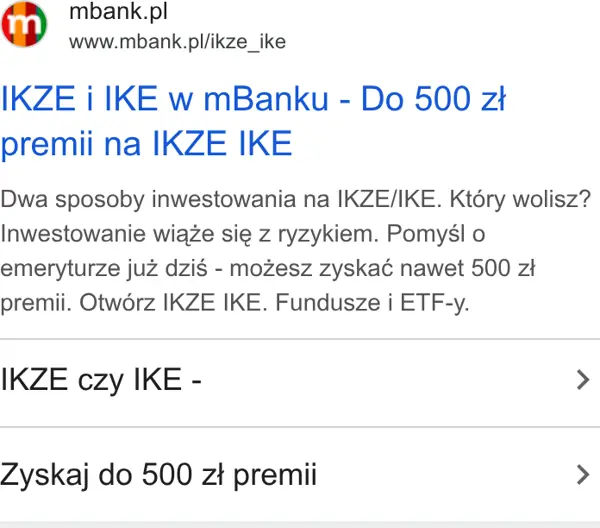 m
mbank.pl
www.mbank.pl/ikze_ike
IKZE i IKE w mBanku - Do 500 zł
premii na IKZE IKE
Dwa sposoby inwestowania na IKZE/IKE. Który wolisz?
Inwestowanie wiąże się z ryzykiem. Pomyśl o
emeryturze już dziś - możesz zyskać nawet 500 zł
premii. Otwórz IKZE IKE. Fundusze i ETF-y.
IKZE czy IKE -
Zyskaj do 500 zł premii